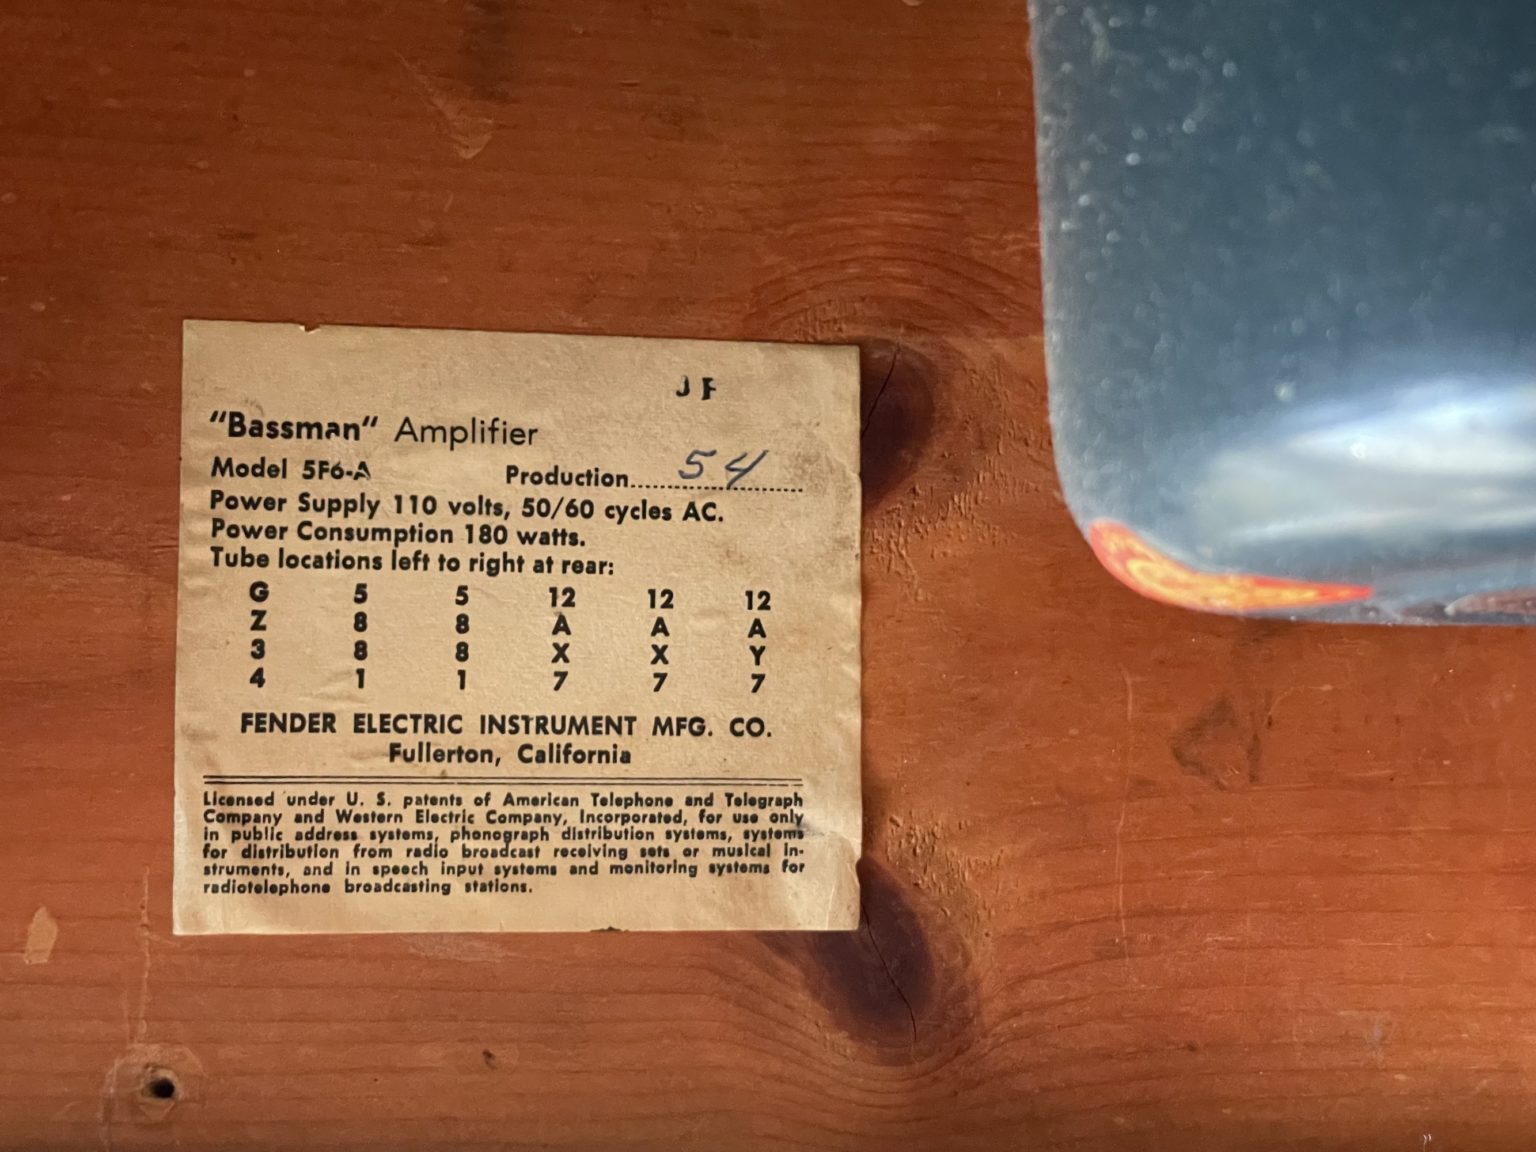 JF
"Bassman" Amplifier
Model 5F6-A Production.......54.......
Power Supply 110 volts, 50/60 cycles AC.
Power Consumption 180 watts.
Tube locations left to right at rear:
G 5 5 12 12 12
Z 8 8 A A A
3 8 8 X X Y
4 1 1 7 7 7
FENDER ELECTRIC INSTRUMENT MFG. CO.
Fullerton, California
Licensed under U. S. patents of American Telephone and Telegraph
Company and Western Electric Company, Incorporated, for use only
in public address systems, phonograph distribution systems, systems
for distribution from radio broadcast receiving sets or musical in-
struments, and in speech input systems and monitoring systems for
radiotelephone broadcasting stations.